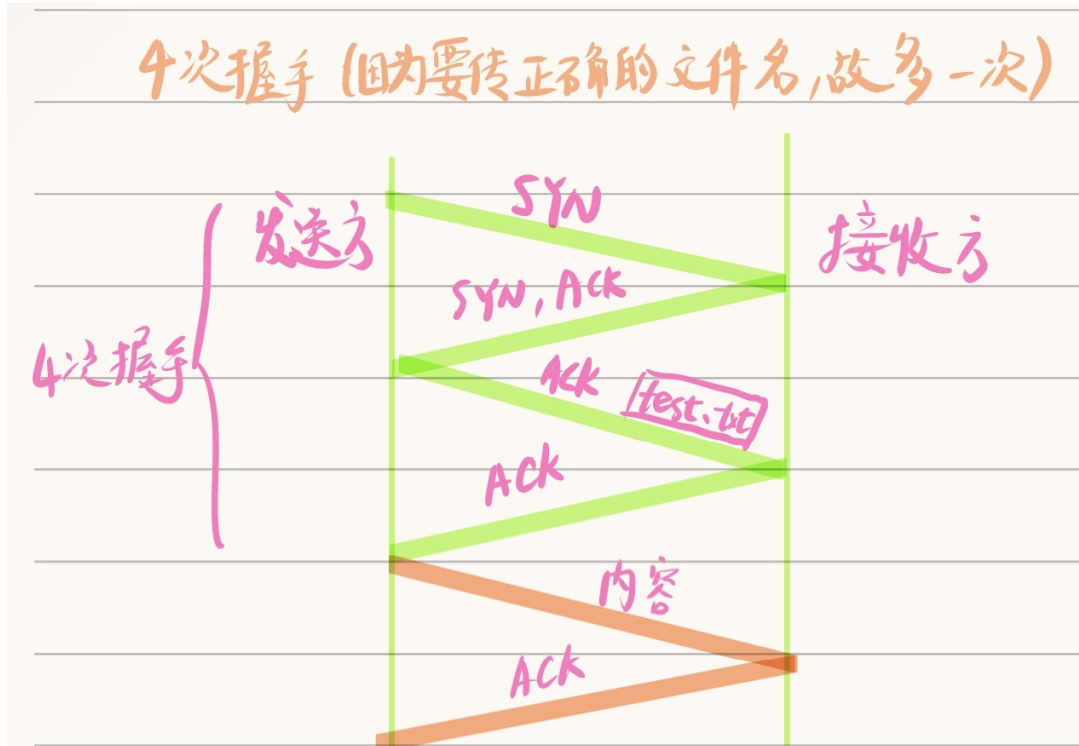 4次握手（因为要传正确的文件名,故多一次）
SYN
发送方
接收方
SYN, ACK
4次握手
ACK test.txt
ACK
内容
ACK